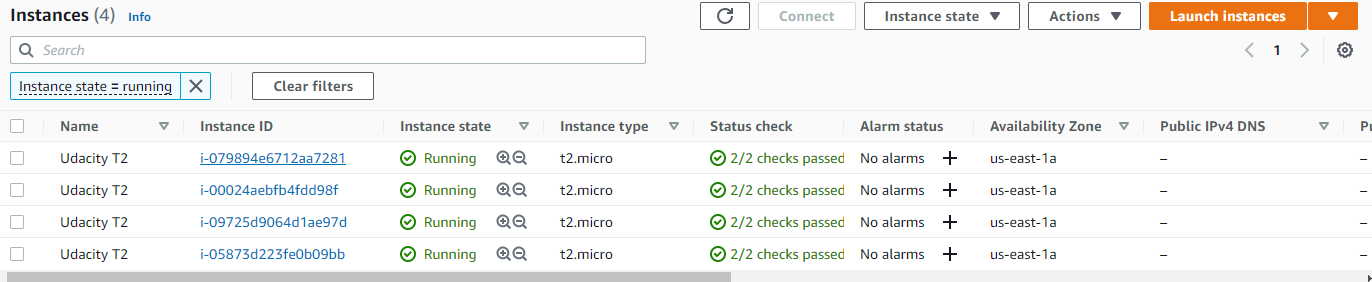 Instances (4) Info Connect Instance state Actions Launch instances
Search 1
Instance state = running Clear filters
Name Instance ID Instance state Instance type Status check Alarm status Availability Zone Public IPv4 DNS
Udacity T2 i-079894e6712aa7281 Running t2.micro 2/2 checks passed No alarms + us-east-1a –
Udacity T2 i-00024aebfb4fdd98f Running t2.micro 2/2 checks passed No alarms + us-east-1a –
Udacity T2 i-09725d9064d1ae97d Running t2.micro 2/2 checks passed No alarms + us-east-1a –
Udacity T2 i-05873d223fe0b09bb Running t2.micro 2/2 checks passed No alarms + us-east-1a –